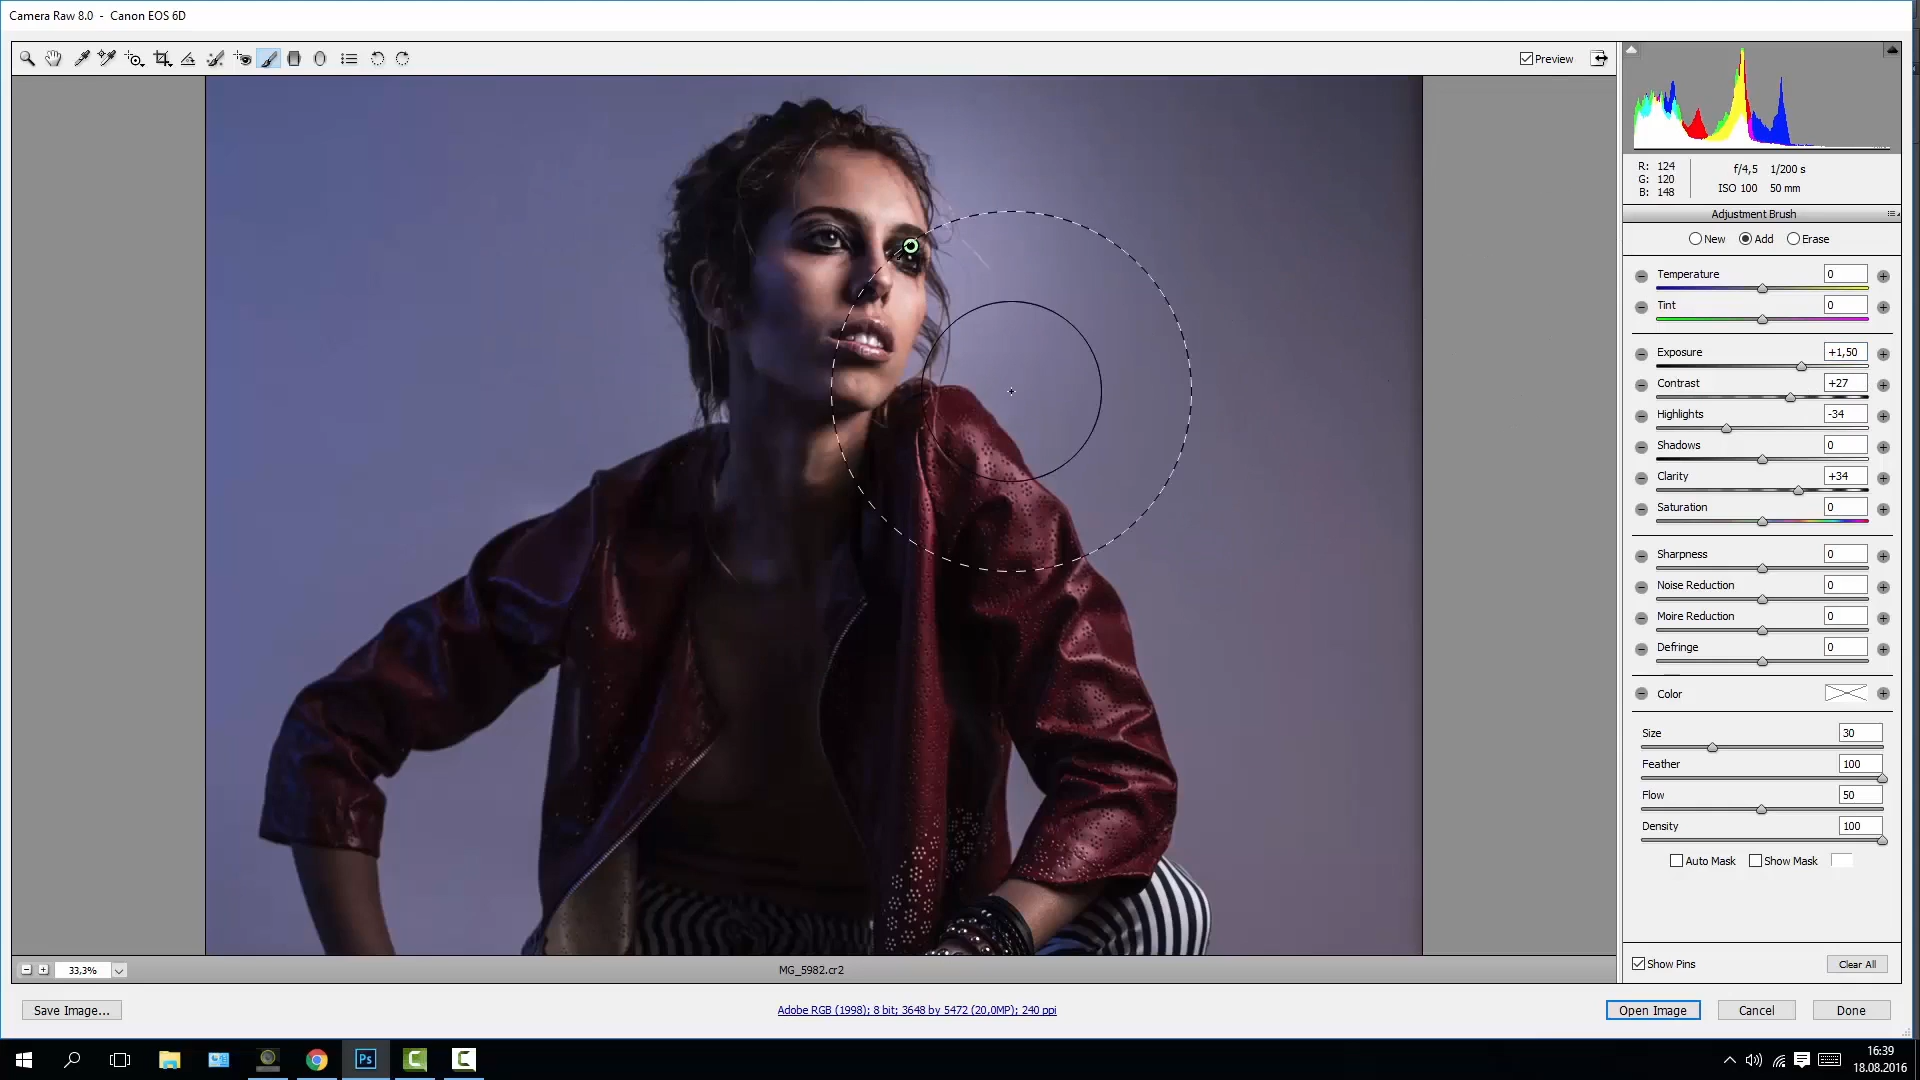 Camera Raw 8.0 - Canon EOS 6D
Preview
R: 124
G: 120
B: 148
f/4,5 1/200 s
ISO 100 50 mm
Adjustment Brush
New Add Erase
Temperature 0
Tint 0
Exposure +1,50
Contrast +27
Highlights -34
Shadows 0
Clarity +34
Saturation 0
Sharpness 0
Noise Reduction 0
Moire Reduction 0
Defringe 0
Color
Size 30
Feather 100
Flow 50
Density 100
Auto Mask Show Mask
Show Pins Clear All
33,3% MG_5982.cr2
Save Image... Adobe RGB (1998); 8 bit; 3648 by 5472 (20,0MP); 240 ppi Open Image Cancel Done
Ps
16:39
18.08.2016